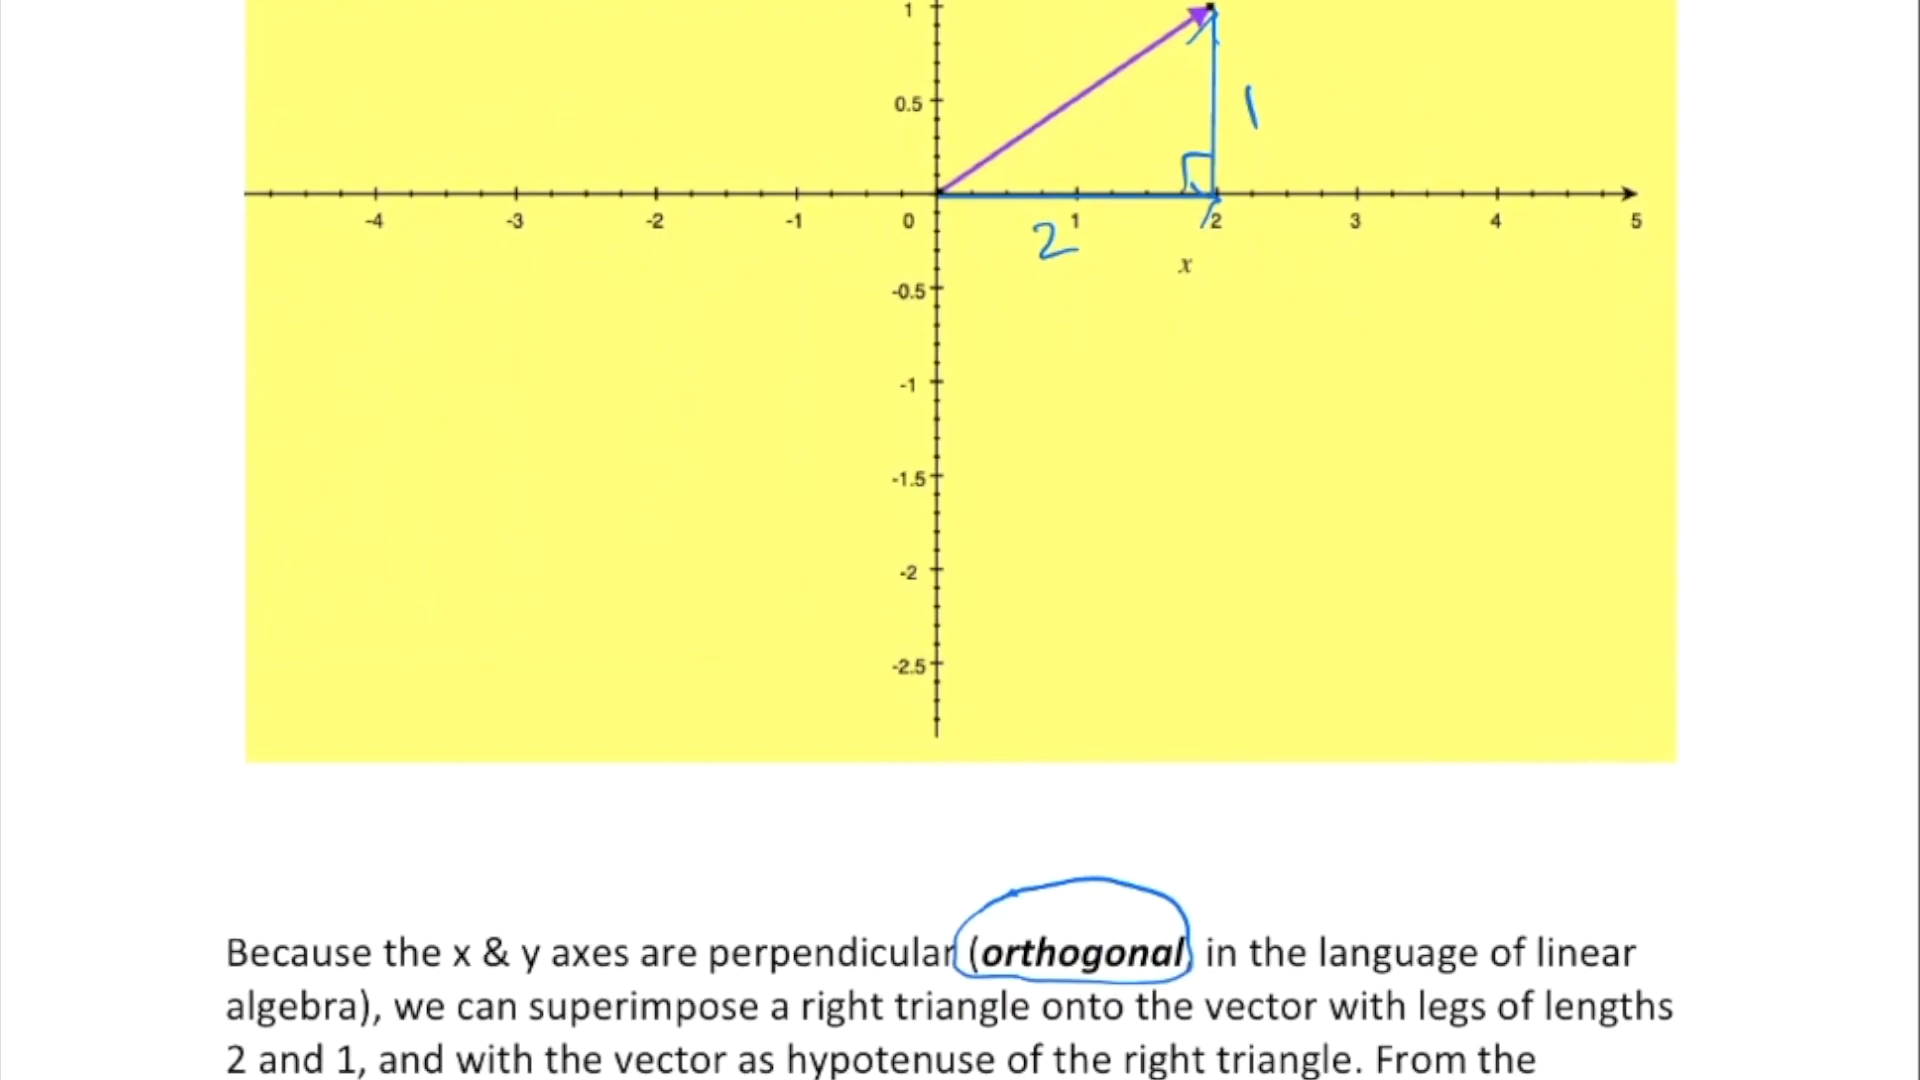 1
0.5
1
-4 -3 -2 -1 0 1 2 3 4 5
2
x
-0.5
-1
-1.5
-2
-2.5
Because the x & y axes are perpendicular (orthogonal, in the language of linear
algebra), we can superimpose a right triangle onto the vector with legs of lengths
2 and 1, and with the vector as hypotenuse of the right triangle. From the